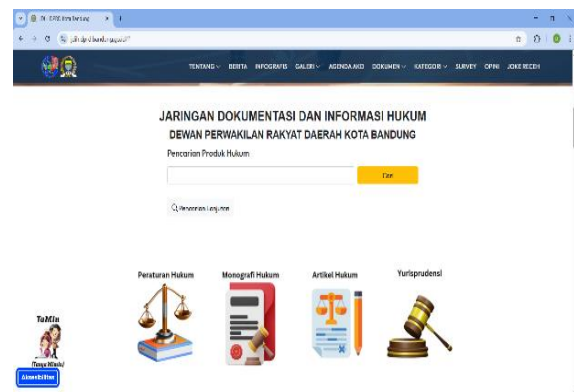 TENTANG BERITA INFOGRAFIS GALERI AGENDA AKD DOKUMEN KATEGORI SURVEY OPINI JOKE RECEH
JARINGAN DOKUMENTASI DAN INFORMASI HUKUM
DEWAN PERWAKILAN RAKYAT DAERAH KOTA BANDUNG
Pencarian Produk Hukum
Cari
Pencarian Lanjutan
Peraturan Hukum Monografi Hukum Artikel Hukum Yurisprudensi
TaMin
Aksesibilitas